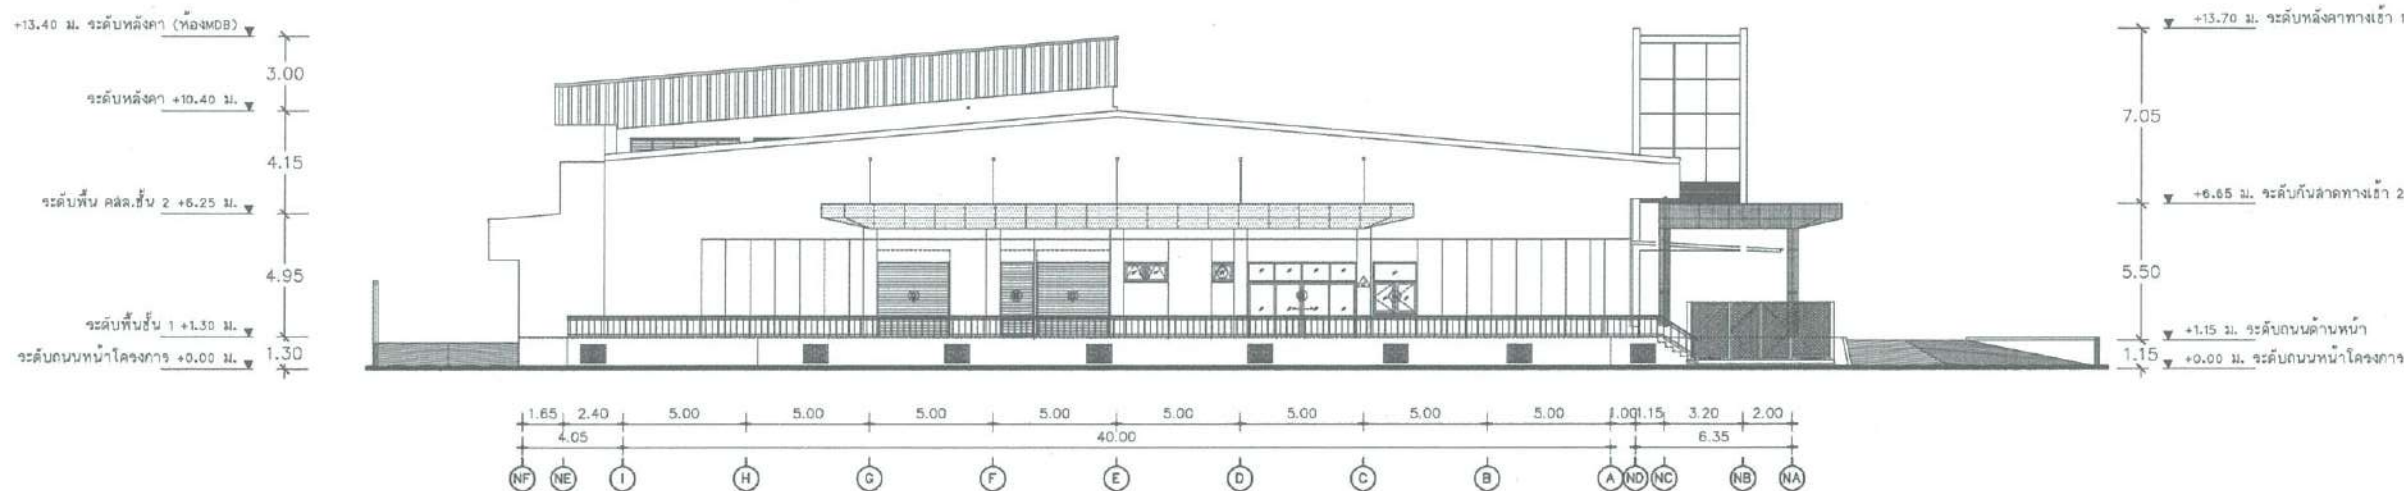 +13.40 ม. ระดับหลังคา (ห้องMDB)
3.00
ระดับหลังคา +10.40 ม.
4.15
ระดับพื้น คสล.ชั้น 2 +6.25 ม.
4.95
ระดับพื้นชั้น 1 +1.30 ม.
ระดับถนนหน้าโครงการ +0.00 ม.
1.30
+13.70 ม. ระดับหลังคาทางเข้า 1
7.05
+6.65 ม. ระดับกันสาดทางเข้า 2
5.50
+1.15 ม. ระดับถนนด้านหน้า
1.15
+0.00 ม. ระดับถนนหน้าโครงการ
1.65 2.40 5.00 5.00 5.00 5.00 5.00 5.00 5.00 5.00 1.00 1.15 3.20 2.00
4.05 40.00 6.35
NF NE I H G F E D C B A ND NC NB NA